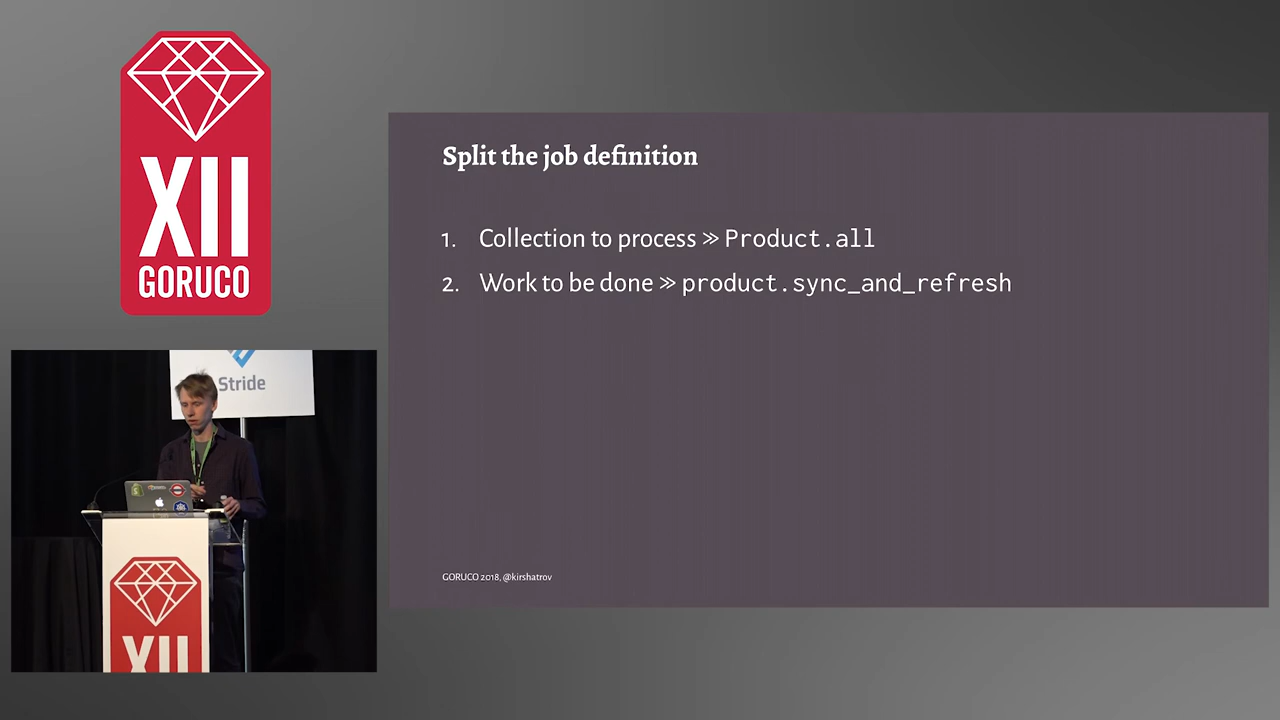 XII
GORUCO
Stride
XII
Split the job definition
1. Collection to process » Product.all
2. Work to be done » product.sync_and_refresh
GORUCO 2018, @kirshatrov